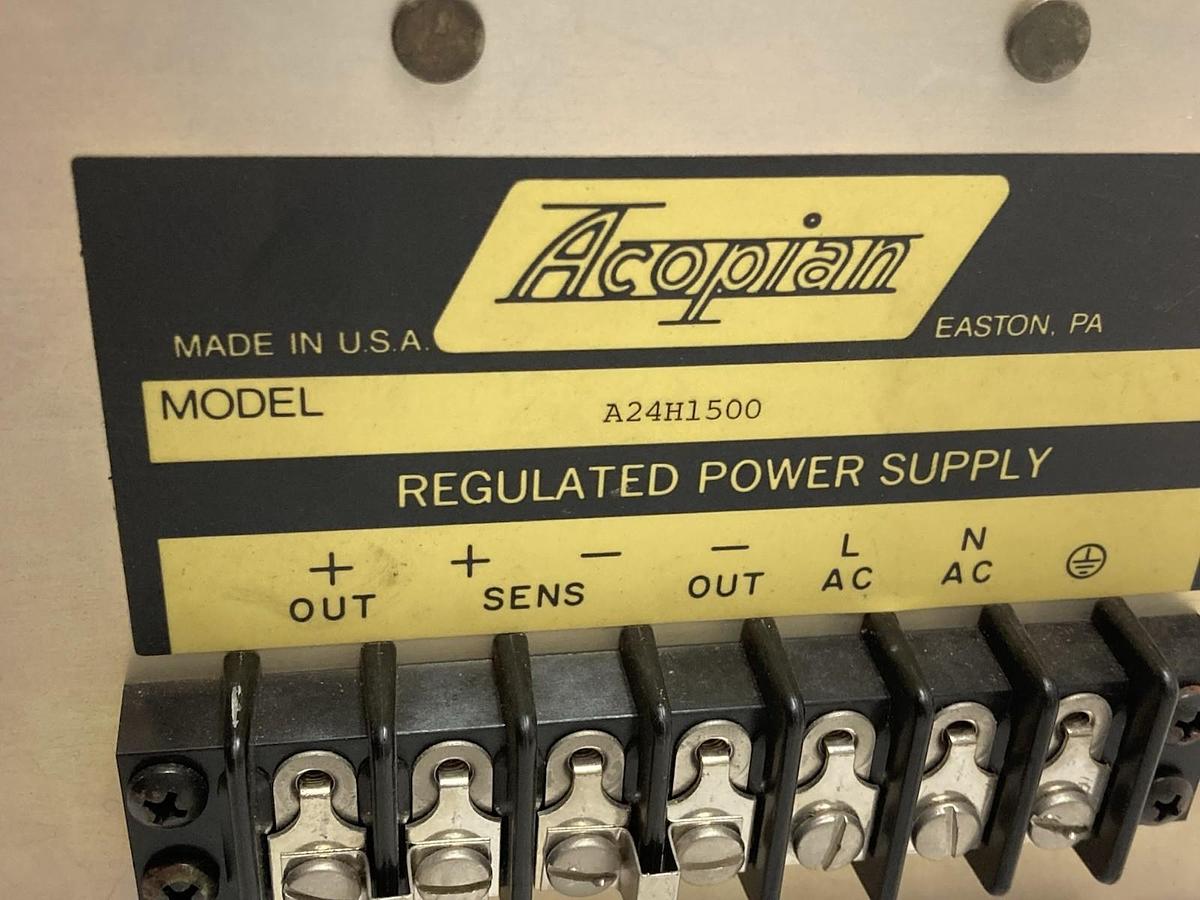 Acopian
MADE IN U.S.A.
EASTON, PA
MODEL A24H1500
REGULATED POWER SUPPLY
+ + − − L N
OUT SENS OUT AC AC